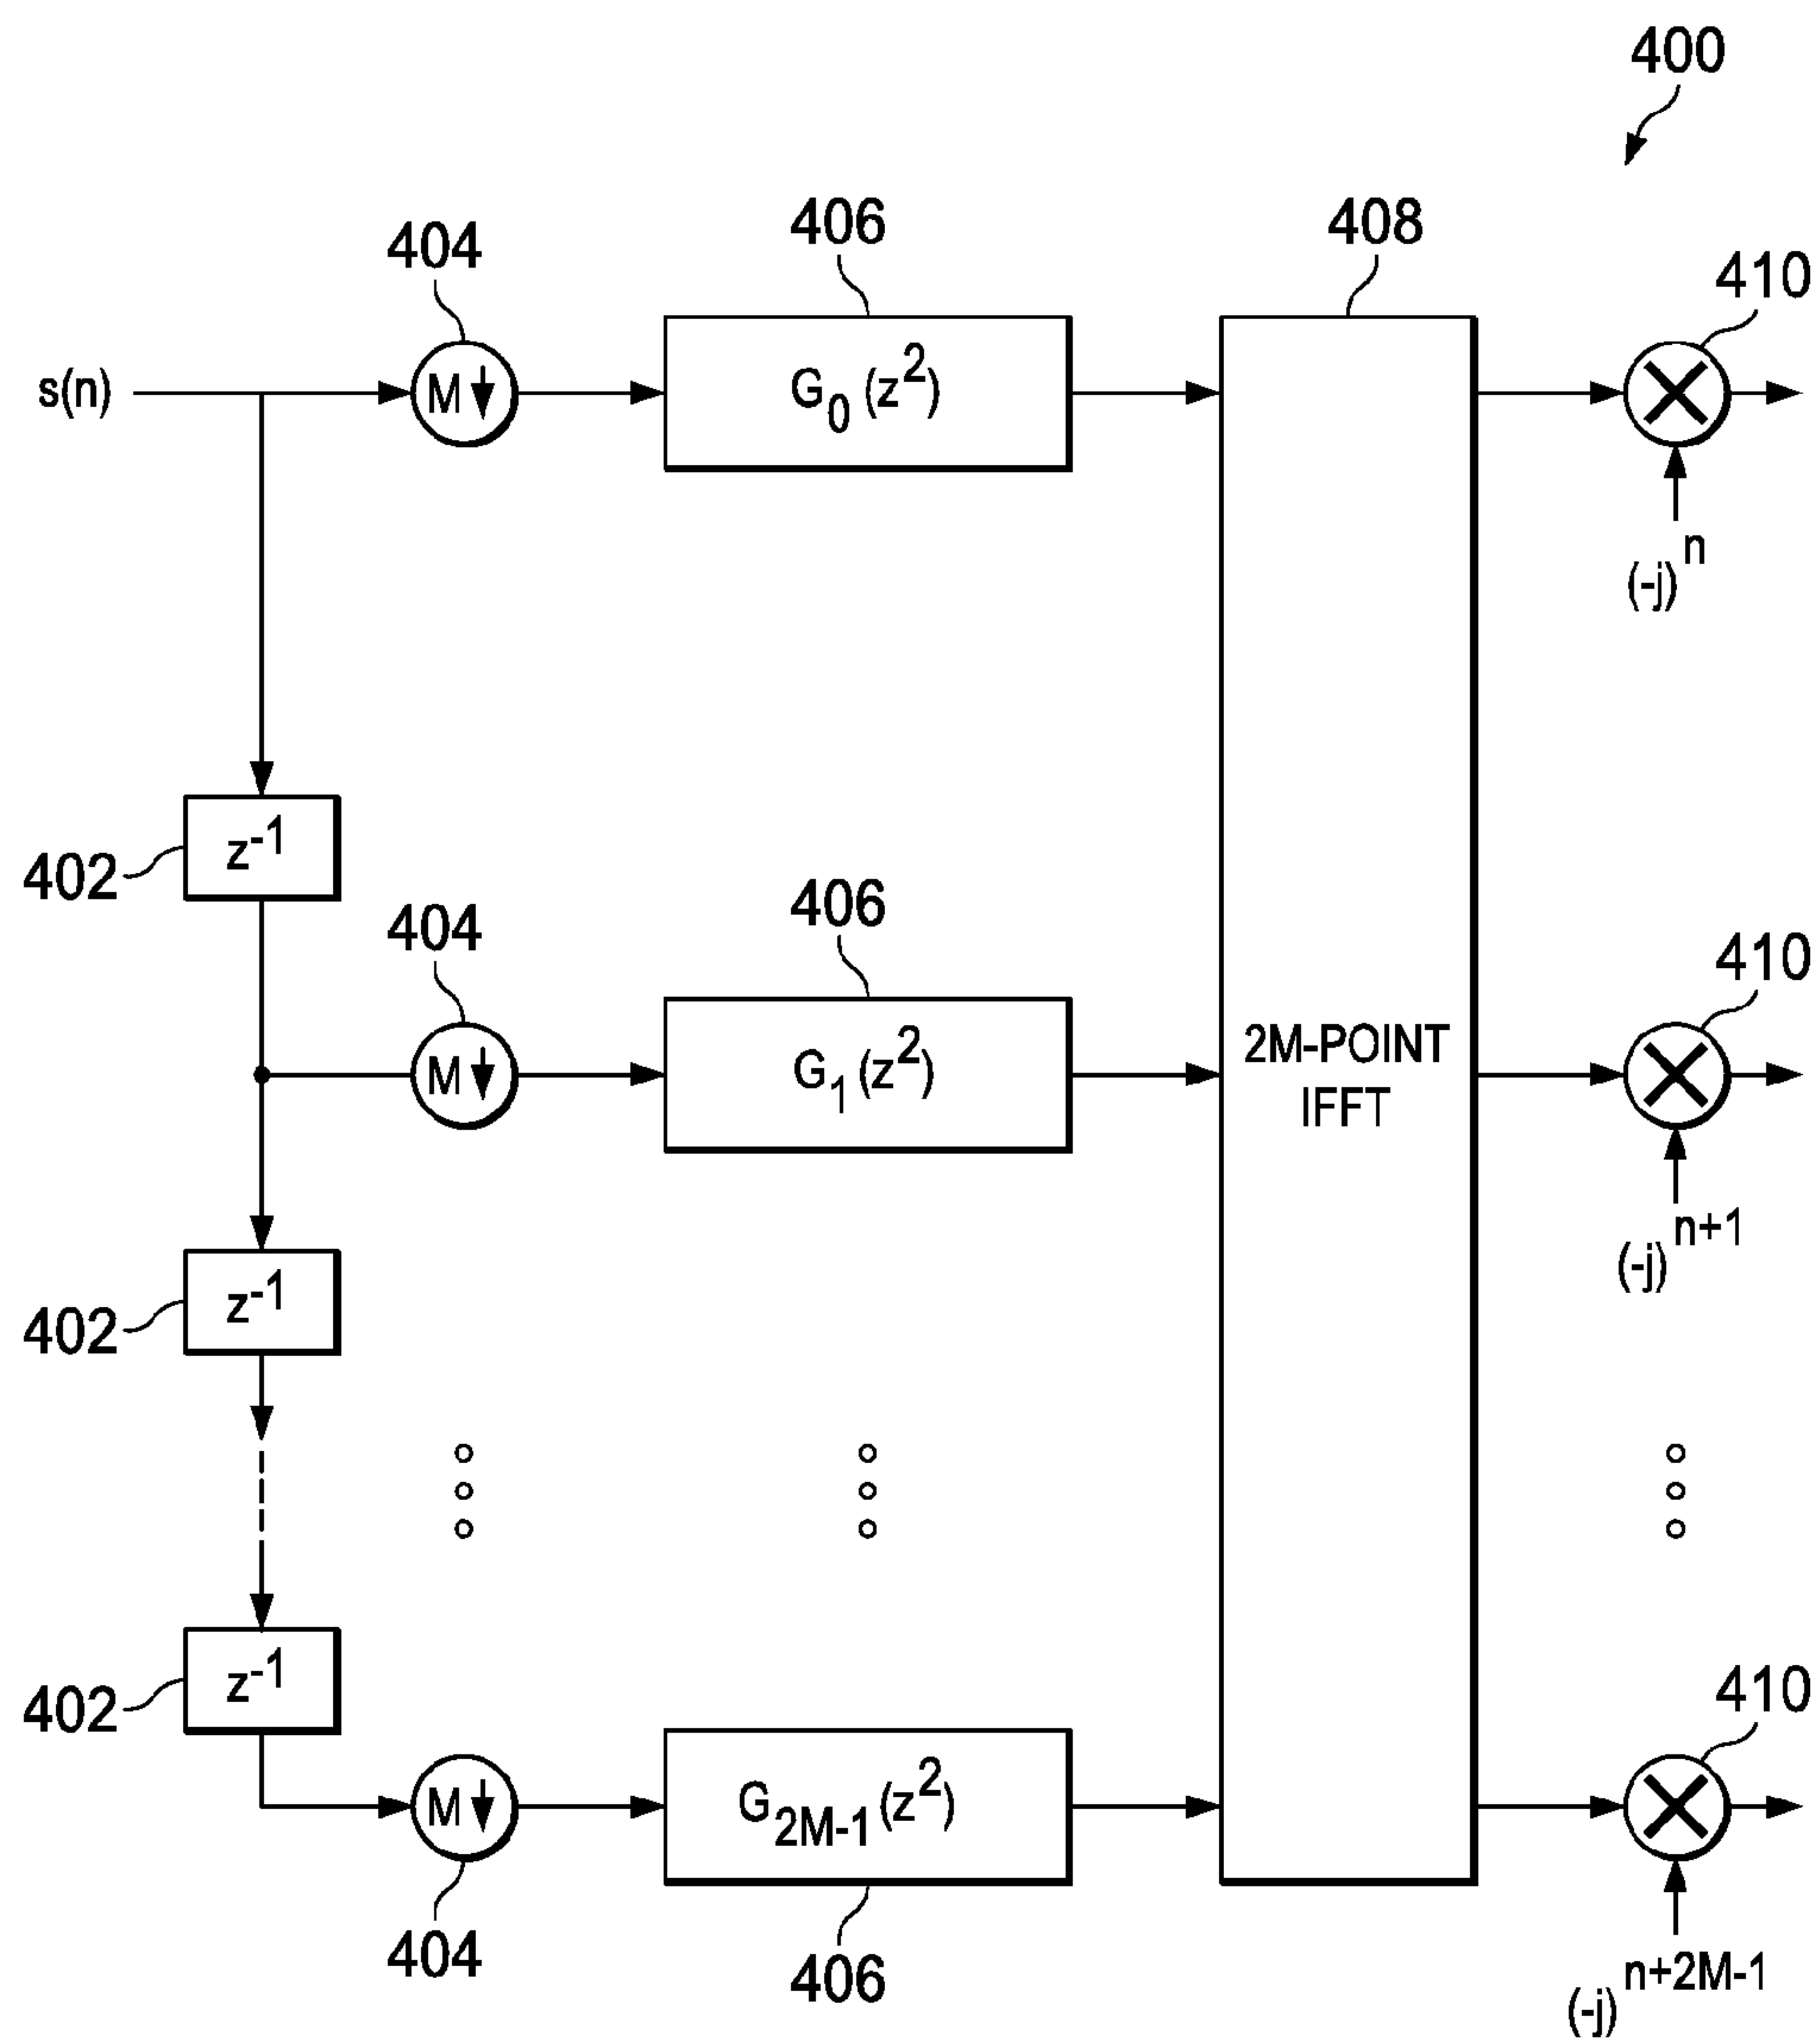 400
404
406
408
410
s(n)
M
G0 (z2)
(-j)n
402
z-1
404
406
410
M
G1 (z2)
2M-POINT
IFFT
(-j)n+1
402
z-1
402
z-1
410
M
G2M-1 (z2)
404
406
(-j)n+2M-1